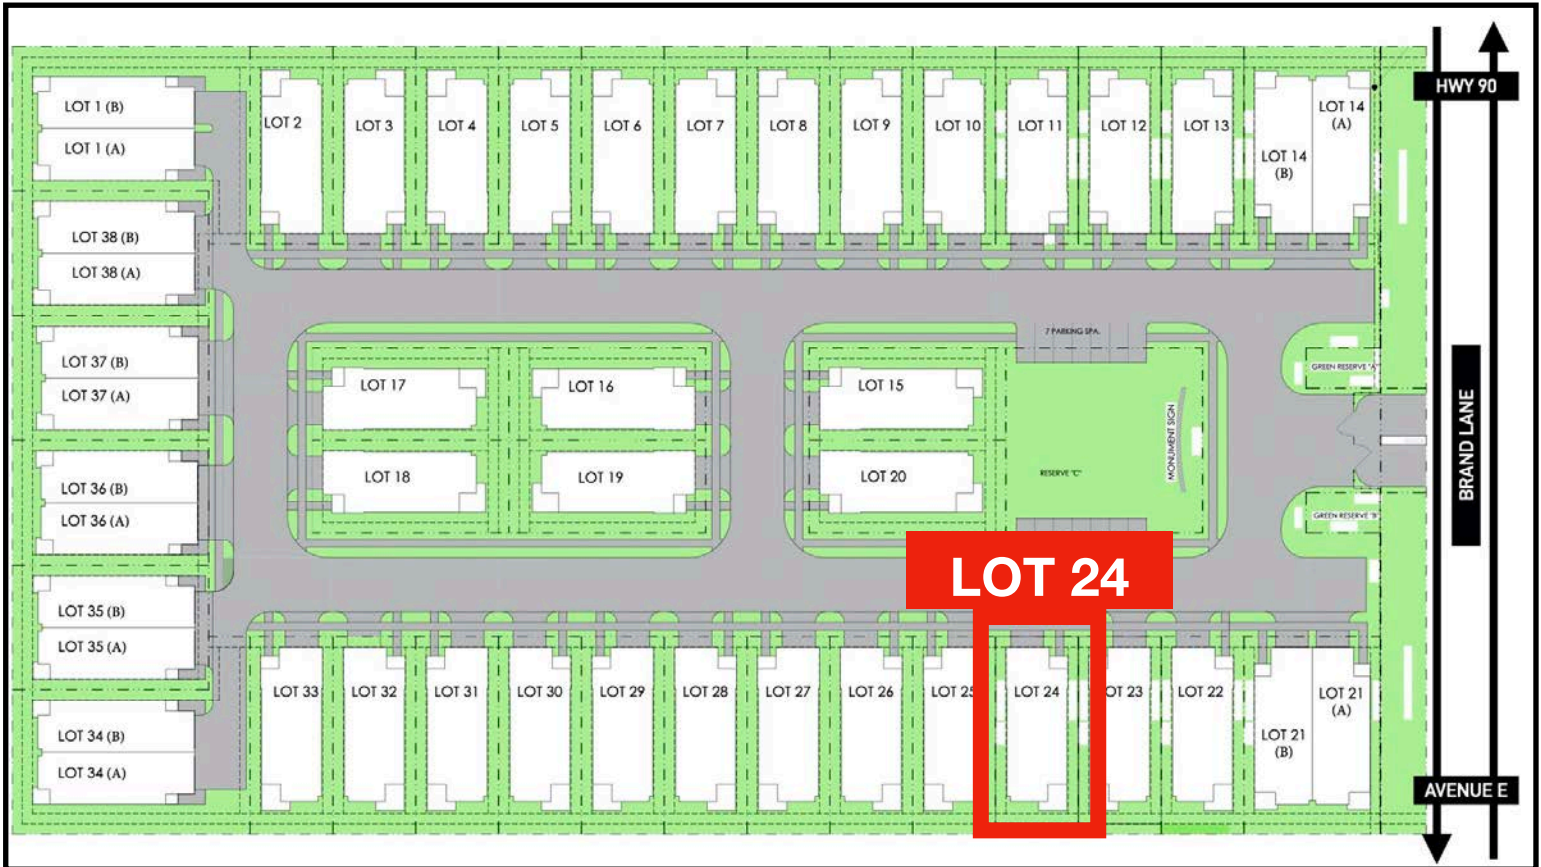 HWY 90
LOT 1 (B)
LOT 1 (A)
LOT 2
LOT 3
LOT 4
LOT 5
LOT 6
LOT 7
LOT 8
LOT 9
LOT 10
LOT 11
LOT 12
LOT 13
LOT 14
(B)
LOT 14
(A)
LOT 38 (B)
LOT 38 (A)
LOT 37 (B)
LOT 37 (A)
LOT 17
LOT 16
LOT 15
7 PARKING SPA.
GREEN RESERVE "A"
BRAND LANE
MONUMENT SIGN
LOT 36 (B)
LOT 36 (A)
LOT 18
LOT 19
LOT 20
RESERVE "C"
GREEN RESERVE "B"
LOT 24
LOT 35 (B)
LOT 35 (A)
LOT 33
LOT 32
LOT 31
LOT 30
LOT 29
LOT 28
LOT 27
LOT 26
LOT 25
LOT 24
OT 23
LOT 22
LOT 21
(B)
LOT 21
(A)
LOT 34 (B)
LOT 34 (A)
AVENUE E